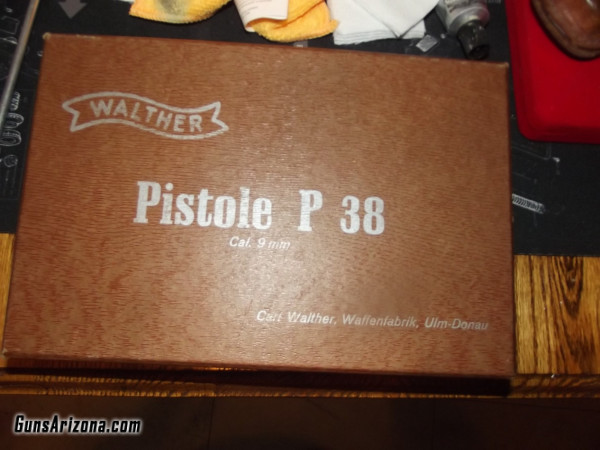 WALTHER
Pistole P 38
Cal. 9 mm
Carl Walther, Waffenfabrik, Ulm-Donau
GunsArizona.com